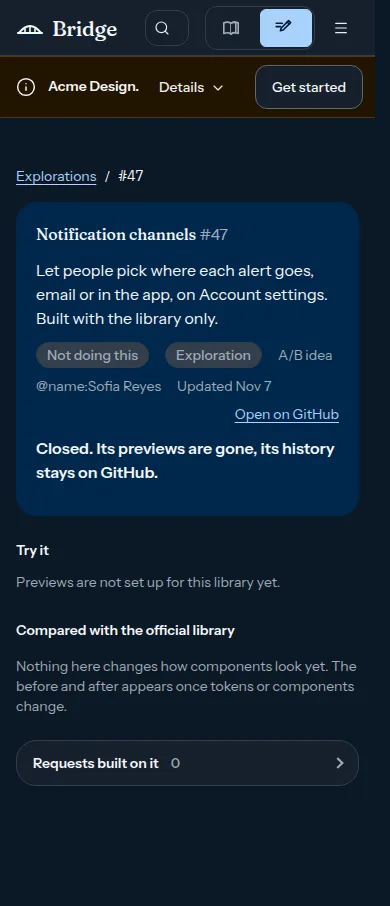 Bridge
Acme Design.
Details
Get started
Explorations / #47
Notification channels #47
Let people pick where each alert goes,
email or in the app, on Account settings.
Built with the library only.
Not doing this
Exploration
A/B idea
@name:Sofia Reyes
Updated Nov 7
Open on GitHub
Closed. Its previews are gone, its history
stays on GitHub.
Try it
Previews are not set up for this library yet.
Compared with the official library
Nothing here changes how components look yet. The
before and after appears once tokens or components
change.
Requests built on it 0